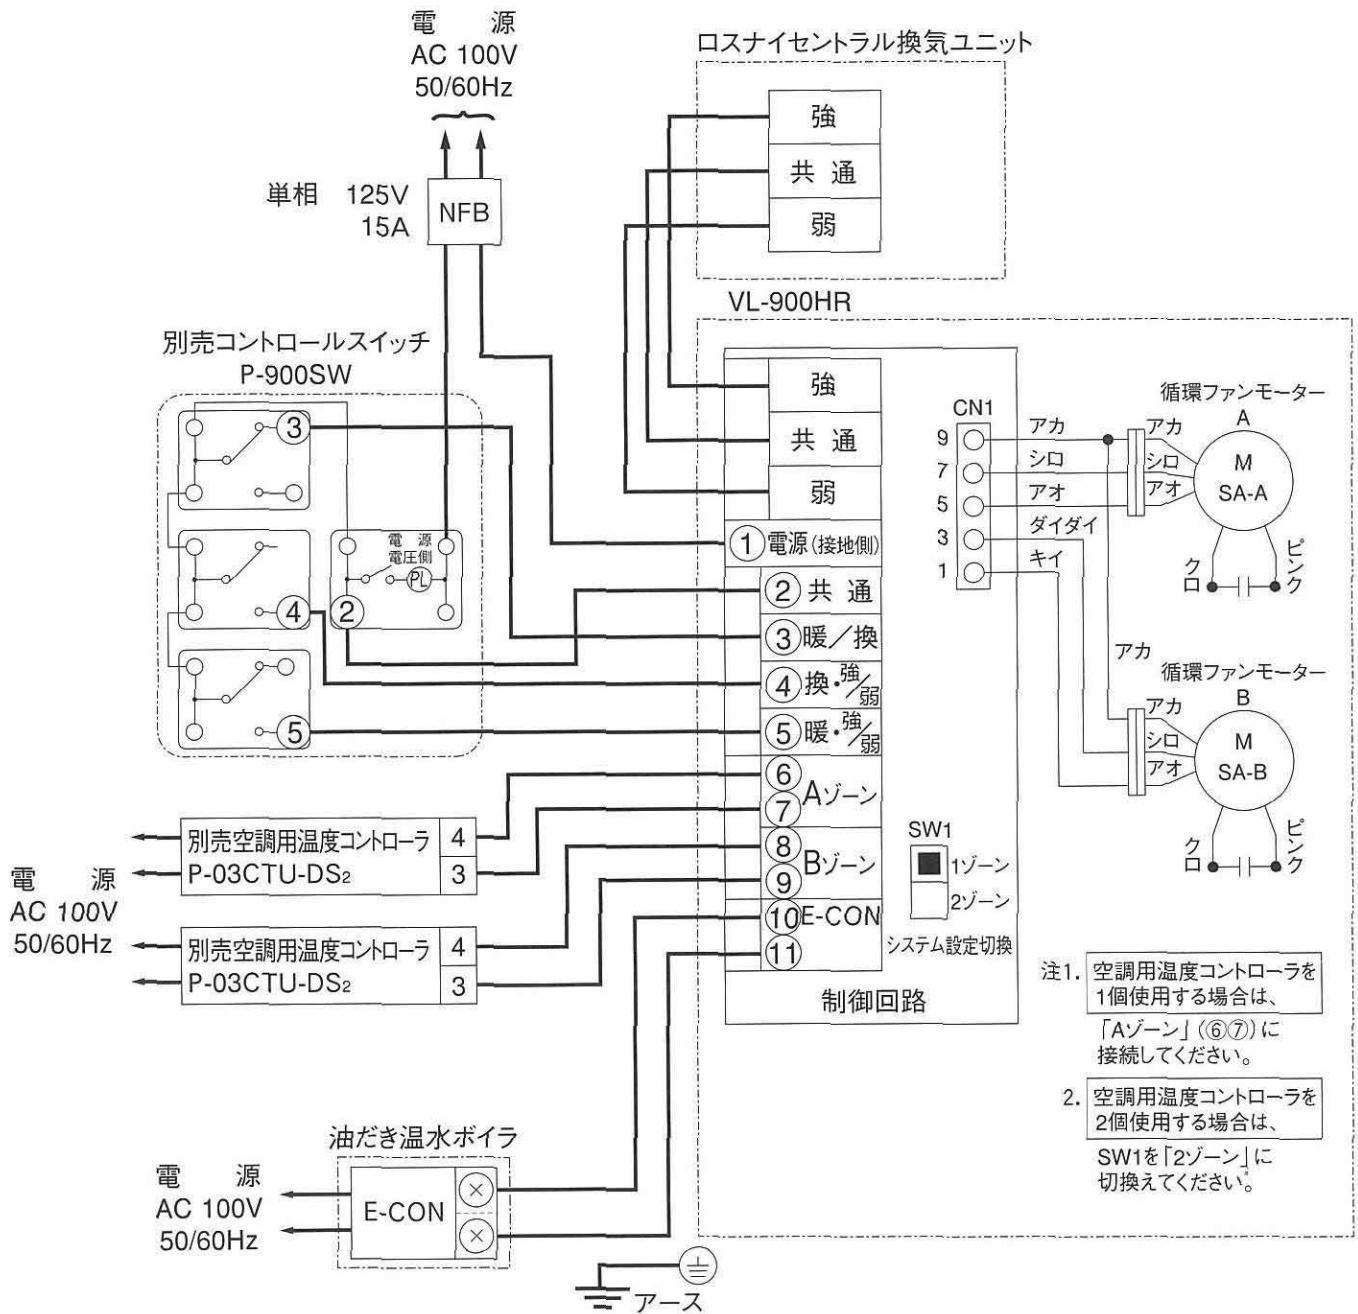 電 源
AC 100V
50/60Hz
単相 125V
15A
NFB
ロスナイセントラル換気ユニット
強
共 通
弱
別売コントロールスイッチ
P-900SW
③
④
⑤
電 源
電圧側
PL
②
VL-900HR
強
共 通
弱
①電源(接地側)
②共 通
③暖/換
④換・強/弱
⑤暖・強/弱
⑥
⑦
Aゾーン
⑧
⑨
Bゾーン
⑩E-CON
⑪
制御回路
CN1
9
7
5
3
1
アカ
シロ
アオ
ダイダイ
キイ
アカ
シロ
アオ
循環ファンモーター
A
M
SA-A
クロ
ピンク
アカ
アカ
シロ
アオ
循環ファンモーター
B
M
SA-B
クロ
ピンク
SW1
1ゾーン
2ゾーン
システム設定切換
注1. 空調用温度コントローラを
1個使用する場合は、
「Aゾーン」(⑥⑦)に
接続してください。
2. 空調用温度コントローラを
2個使用する場合は、
SW1を「2ゾーン」に
切換えてください。
電 源
AC 100V
50/60Hz
別売空調用温度コントローラ
P-03CTU-DS2
4
3
別売空調用温度コントローラ
P-03CTU-DS2
4
3
油だき温水ボイラ
電 源
AC 100V
50/60Hz
E-CON
アース